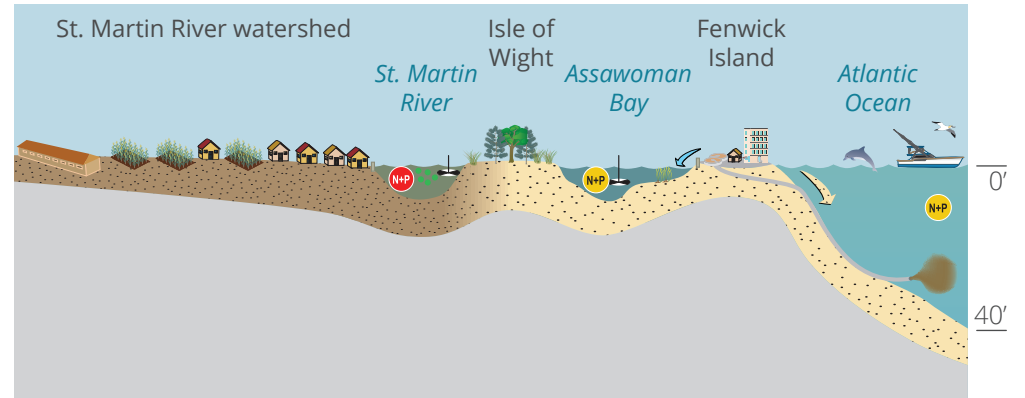 St. Martin River watershed
Isle of
Wight
Fenwick
Island
St. Martin
River
Assawoman
Bay
Atlantic
Ocean
N+P
N+P
N+P
0’
40’